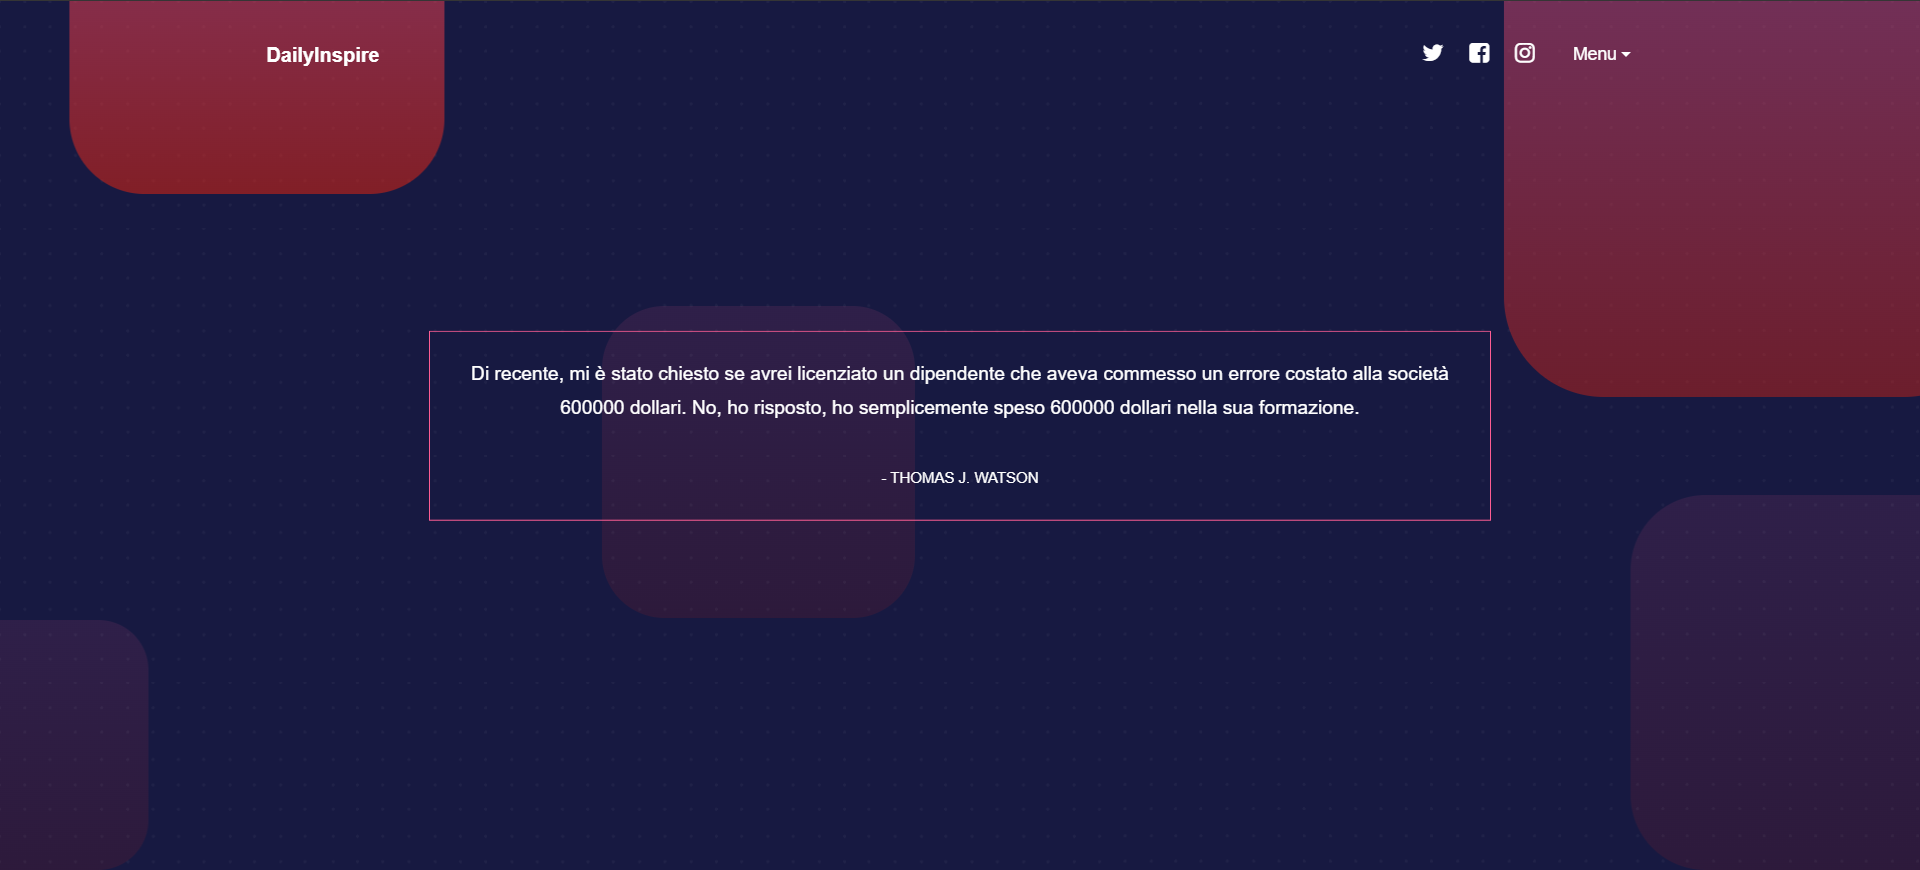 DailyInspire
Menu
Di recente, mi è stato chiesto se avrei licenziato un dipendente che aveva commesso un errore costato alla società
600000 dollari. No, ho risposto, ho semplicemente speso 600000 dollari nella sua formazione.
- THOMAS J. WATSON